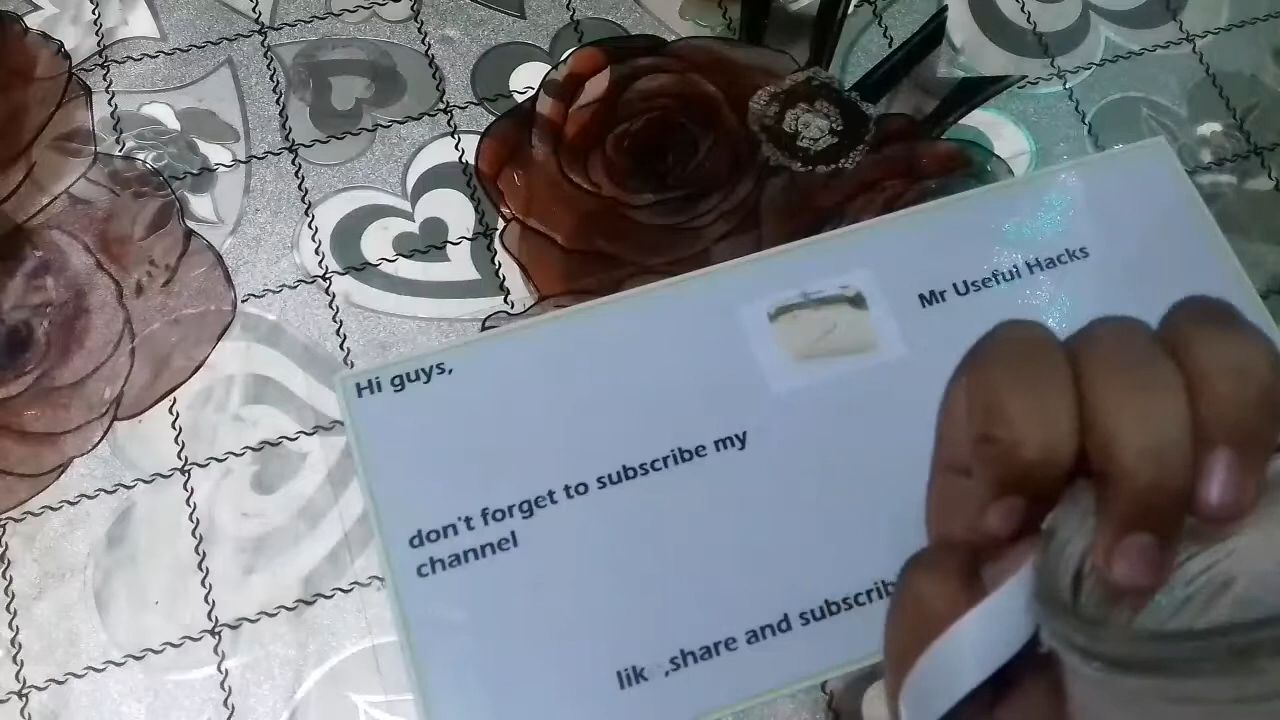 Mr Useful Hacks
Hi guys,
don't forget to subscribe my
channel
lik ,share and subscrib